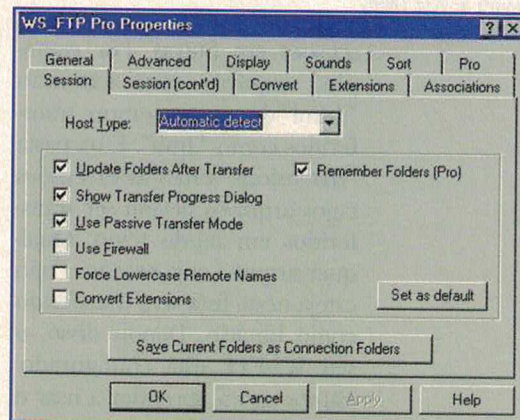 WS_FTP Pro Properties
General Advanced Display Sounds Sort Pro
Session Session (cont'd) Convert Extensions Associations
Host Type: Automatic detect
Update Folders After Transfer Remember Folders (Pro)
Show Transfer Progress Dialog
Use Passive Transfer Mode
Use Firewall
Force Lowercase Remote Names
Convert Extensions Set as default
Save Current Folders as Connection Folders
OK Cancel Apply Help